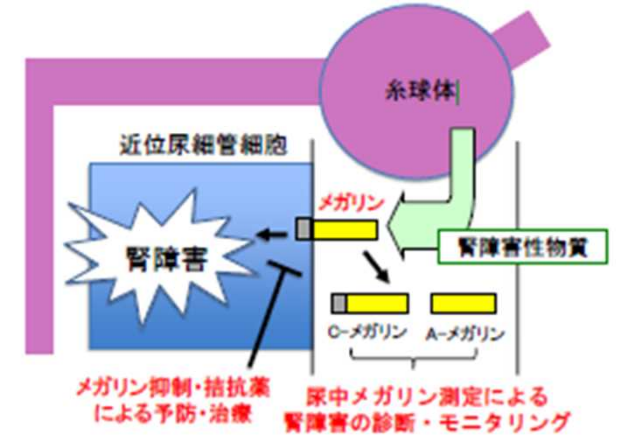 糸球体
近位尿細管細胞
メガリン
腎障害
腎障害性物質
C-メガリン
A-メガリン
メガリン抑制・拮抗薬
による予防・治療
尿中メガリン測定による
腎障害の診断・モニタリング